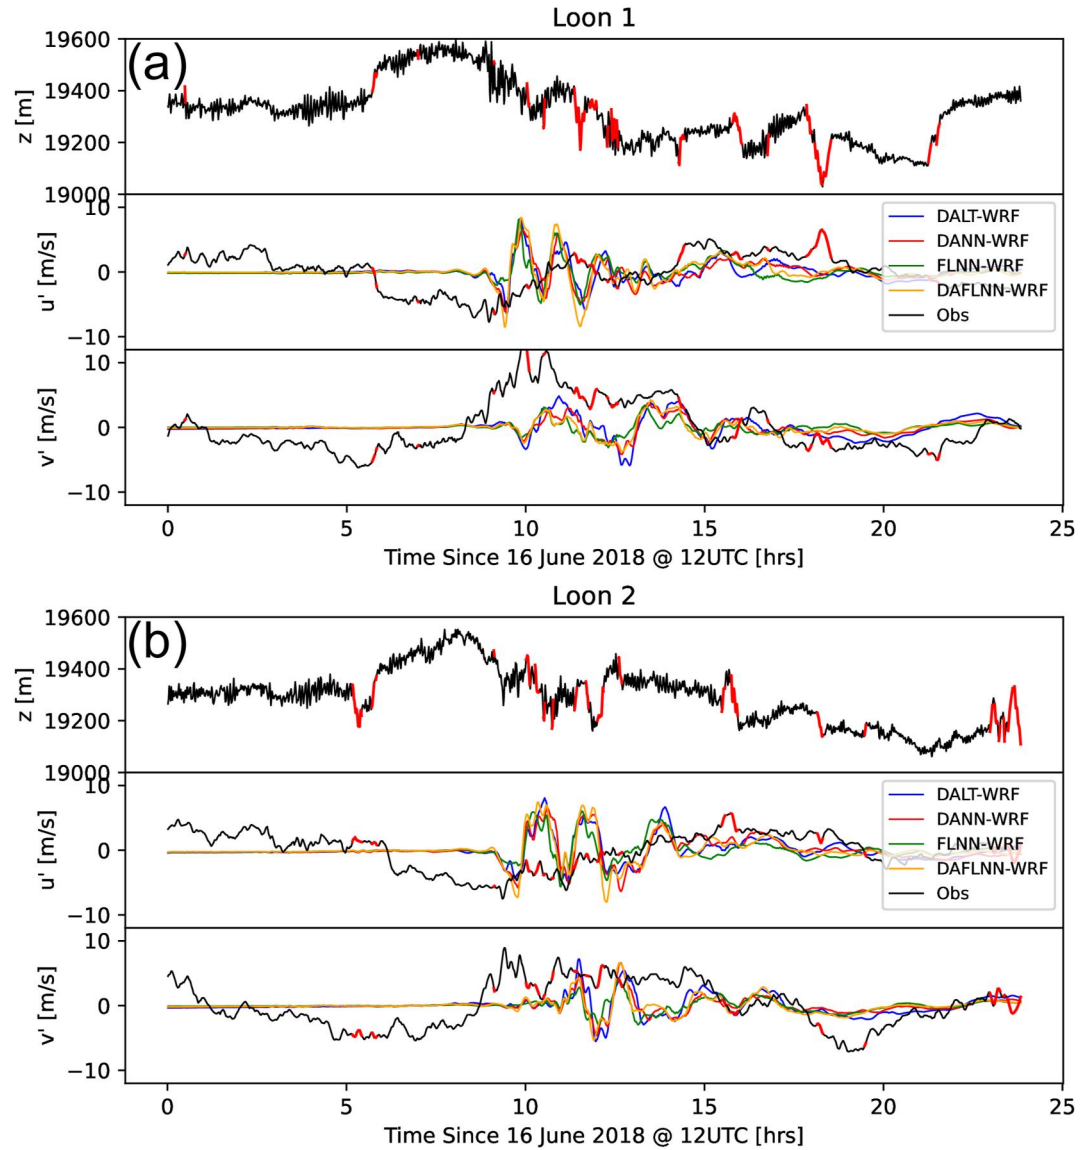 Loon 1
(a)
19600
19400
19200
19000
z [m]
10
0
−10
u' [m/s]
DALT-WRF
DANN-WRF
FLNN-WRF
DAFLNN-WRF
Obs
10
0
−10
v' [m/s]
0 5 10 15 20 25
Time Since 16 June 2018 @ 12UTC [hrs]
Loon 2
(b)
19600
19400
19200
19000
z [m]
10
0
−10
u' [m/s]
DALT-WRF
DANN-WRF
FLNN-WRF
DAFLNN-WRF
Obs
10
0
−10
v' [m/s]
0 5 10 15 20 25
Time Since 16 June 2018 @ 12UTC [hrs]